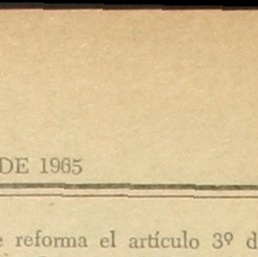 DE 1965
reforma el artículo 3º